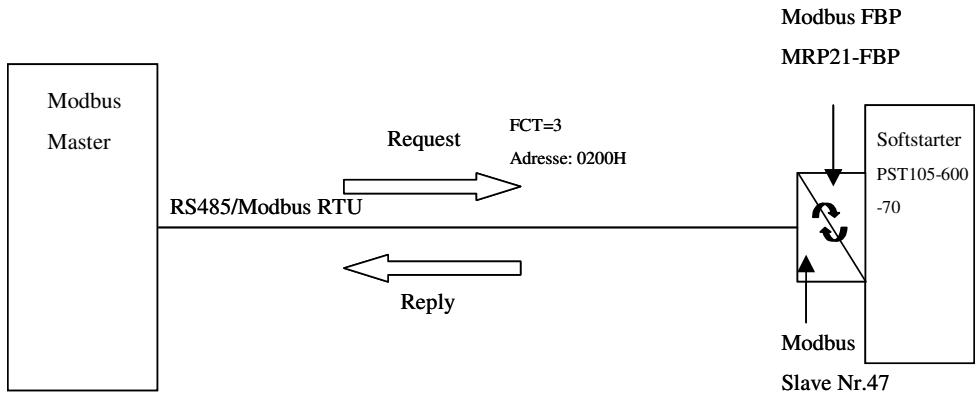 Modbus FBP
MRP21-FBP
Modbus
Master
Request
FCT=3
Adresse: 0200H
Softstarter
PST105-600
-70
RS485/Modbus RTU
Reply
Modbus
Slave Nr.47